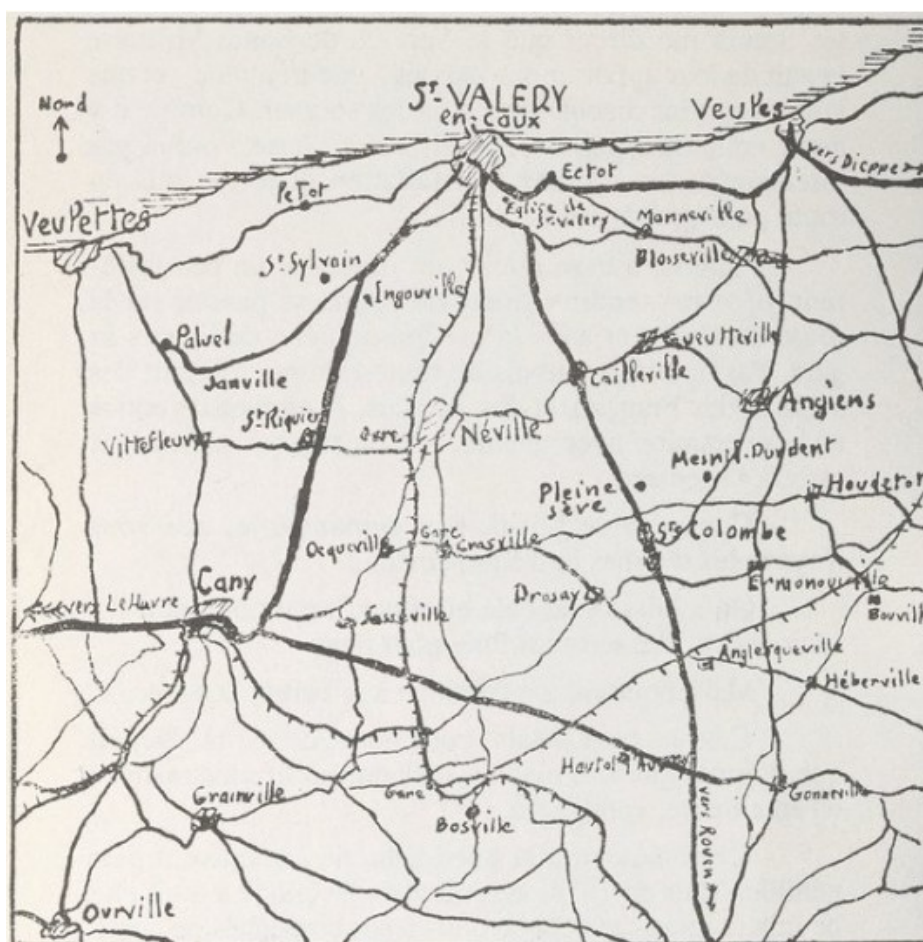 Nord
St-VALERY
en-caux
Veules
vers Dieppe
Ectot
Petot
Eglise de
St valery
Manneville
Veulettes
Blosseville
St Sylvain
Ingouville
Gueutteville
Paluel
Janville
Cailleville
Angiens
St Riquier
Gare
Néville
Vittefleur
Mesnil-Durdent
Houdetot
Pleine
sève
Ste Colombe
Ocqueville
Gare
Crasville
Ermenouville
Cany
Drosay
Bouville
vers LeHavre
Sasseville
Anglesqueville
Héberville
Hautot
Gare
Gonneville
Grainville
Bosville
vers Rouen
Ourville